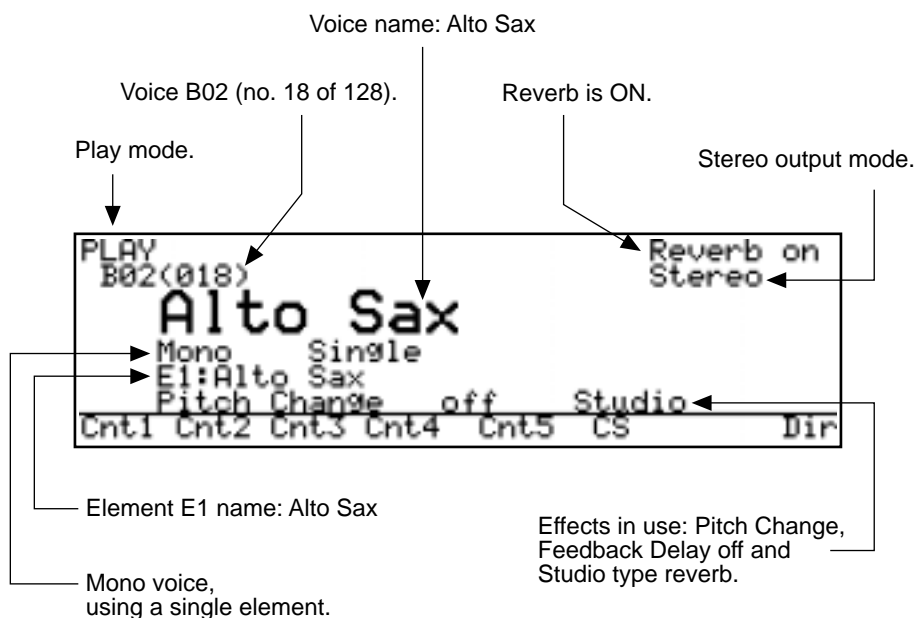 Voice name: Alto Sax
Voice B02 (no. 18 of 128).
Reverb is ON.
Play mode.
Stereo output mode.
PLAY
Reverb on
B02(018)
Stereo
Alto Sax
Mono Single
E1:Alto Sax
Pitch Change off Studio
Cnt1 Cnt2 Cnt3 Cnt4 Cnt5 CS Dir
Element E1 name: Alto Sax
Effects in use: Pitch Change,
Feedback Delay off and
Studio type reverb.
Mono voice,
using a single element.